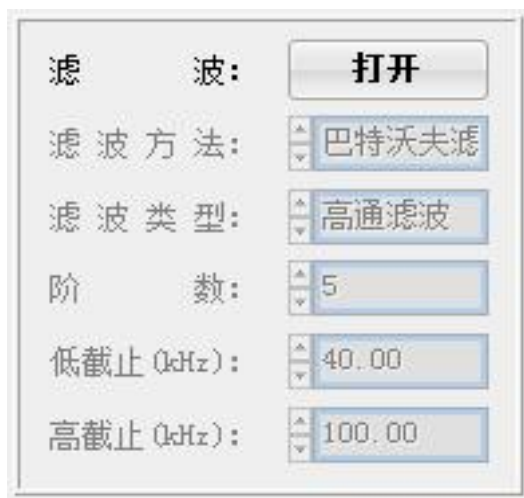 滤 波: 打开
滤 波 方 法: 巴特沃夫滤
滤 波 类 型: 高通滤波
阶 数: 5
低截止(kHz): 40.00
高截止(kHz): 100.00